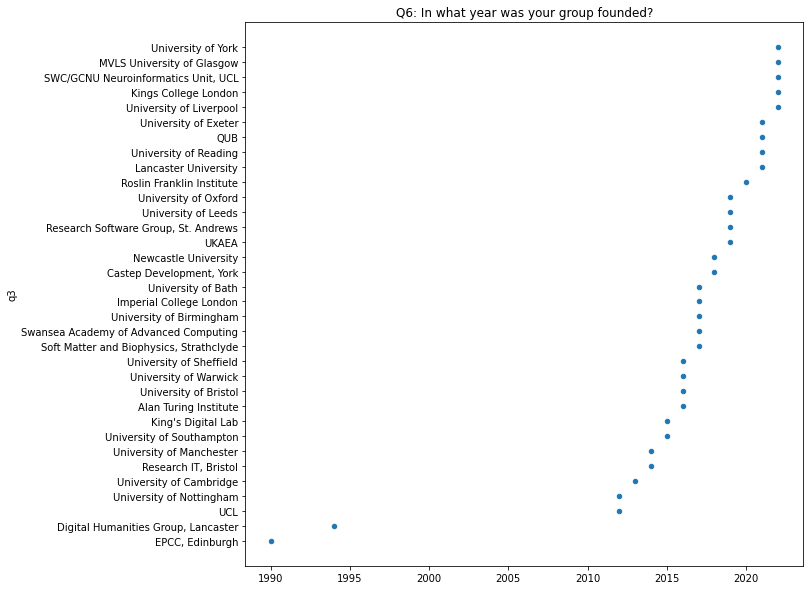 Q6: In what year was your group founded?
University of York
MVLS University of Glasgow
SWC/GCNU Neuroinformatics Unit, UCL
Kings College London
University of Liverpool
University of Exeter
QUB
University of Reading
Lancaster University
Roslin Franklin Institute
University of Oxford
University of Leeds
Research Software Group, St. Andrews
UKAEA
Newcastle University
Castep Development, York
q3
University of Bath
Imperial College London
University of Birmingham
Swansea Academy of Advanced Computing
Soft Matter and Biophysics, Strathclyde
University of Sheffield
University of Warwick
University of Bristol
Alan Turing Institute
King's Digital Lab
University of Southampton
University of Manchester
Research IT, Bristol
University of Cambridge
University of Nottingham
UCL
Digital Humanities Group, Lancaster
EPCC, Edinburgh
1990 1995 2000 2005 2010 2015 2020